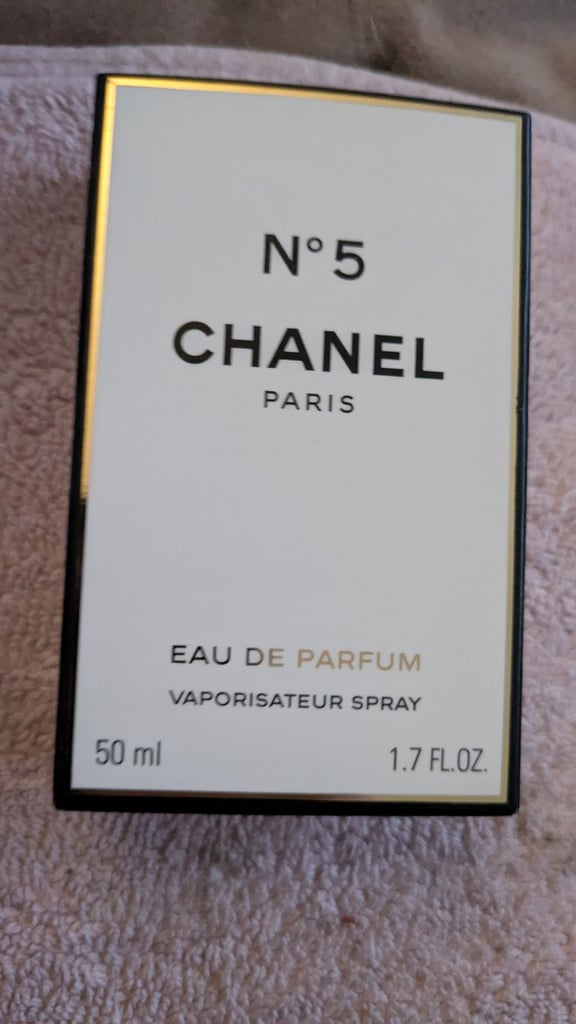 N° 5
CHANEL
PARIS
EAU DE PARFUM
VAPORISATEUR SPRAY
50 ml 1.7 FL.OZ.